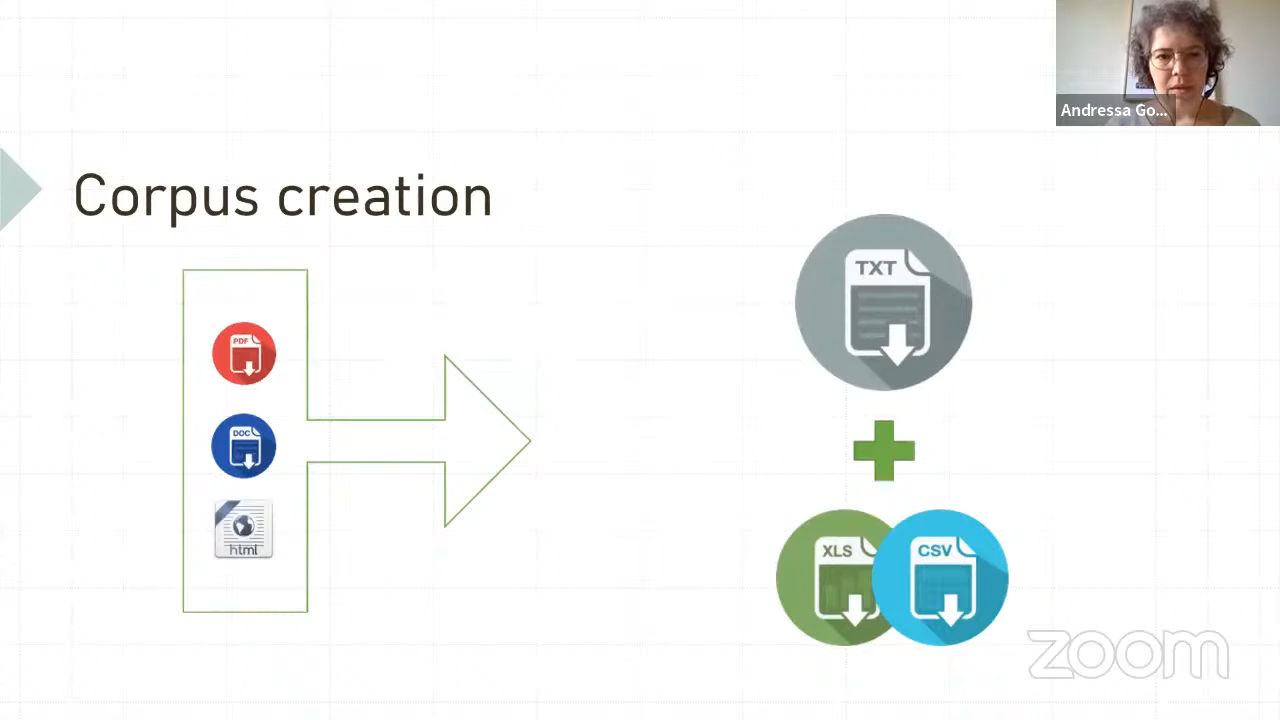 Andressa Go...
Corpus creation
PDF
DOC
html
TXT
XLS
CSV
zoom